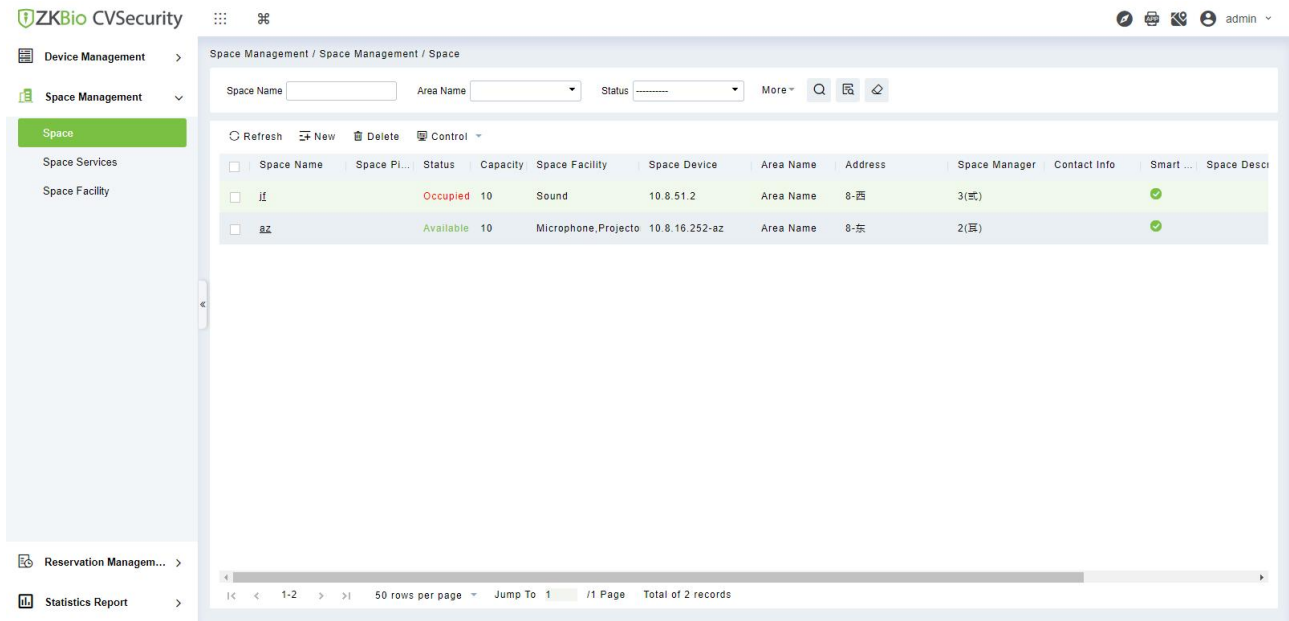 ZKBio CVSecurity
admin
Device Management
Space Management
Space
Space Services
Space Facility
Reservation Managem...
Statistics Report
Space Management / Space Management / Space
Space Name Area Name Status ---------- More
Refresh New Delete Control
Space Name Space Pi... Status Capacity Space Facility Space Device Area Name Address Space Manager Contact Info Smart ... Space Descr
jf Occupied 10 Sound 10.8.51.2 Area Name 8-西 3(弎)
az Available 10 Microphone,Projecto 10.8.16.252-az Area Name 8-东 2(耳)
1-2 50 rows per page Jump To 1 /1 Page Total of 2 records